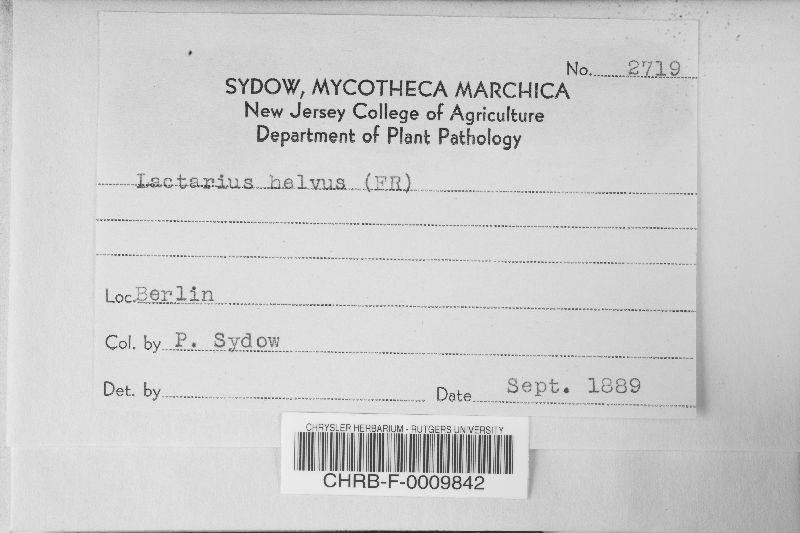 No. 2719
SYDOW, MYCOTHECA MARCHICA
New Jersey College of Agriculture
Department of Plant Pathology
Lactarius helvus (FR)
Loc. Berlin
Col. by P. Sydow
Det. by
Date Sept. 1889
CHRYSLER HERBARIUM - RUTGERS UNIVERSITY
CHRB-F-0009842